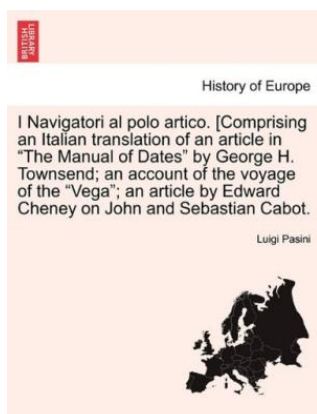 BRITISH
LIBRARY
History of Europe
I Navigatori al polo artico. [Comprising
an Italian translation of an article in
“The Manual of Dates” by George H.
Townsend; an account of the voyage
of the “Vega”; an article by Edward
Cheney on John and Sebastian Cabot.
Luigi Pasini